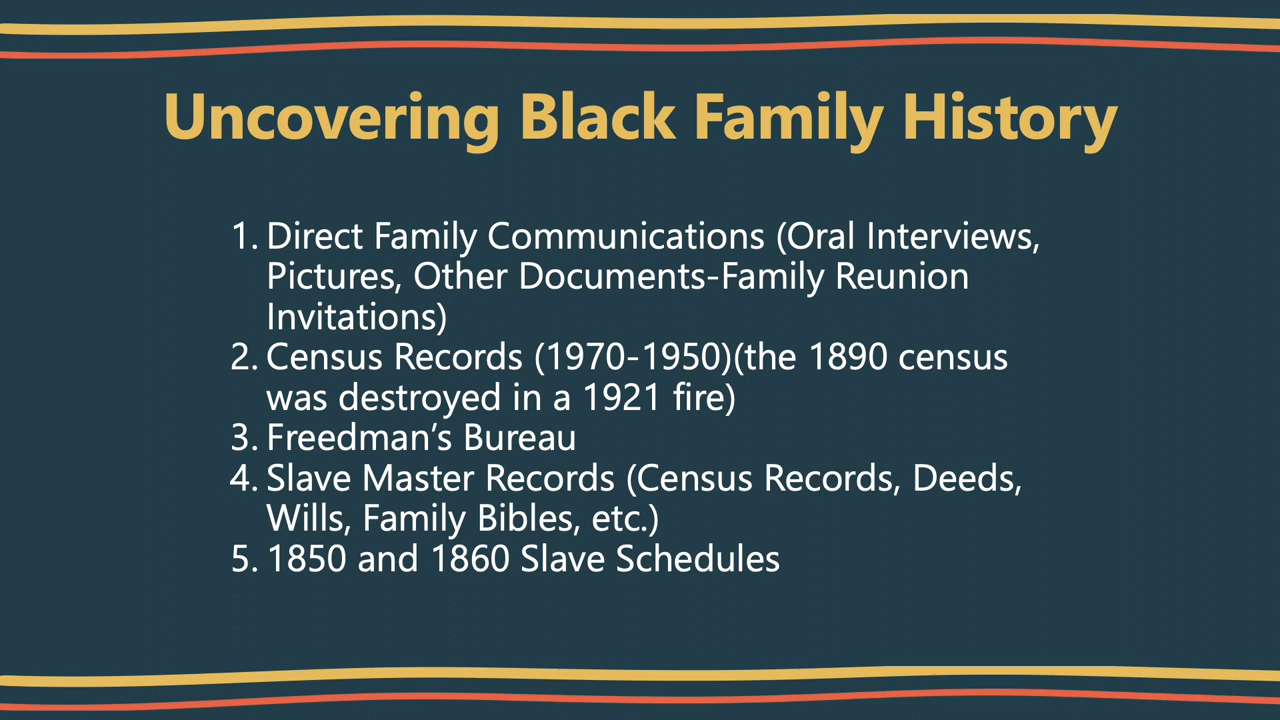 Uncovering Black Family History
1. Direct Family Communications (Oral Interviews,
Pictures, Other Documents-Family Reunion
Invitations)
2. Census Records (1970-1950)(the 1890 census
was destroyed in a 1921 fire)
3. Freedman’s Bureau
4. Slave Master Records (Census Records, Deeds,
Wills, Family Bibles, etc.)
5. 1850 and 1860 Slave Schedules